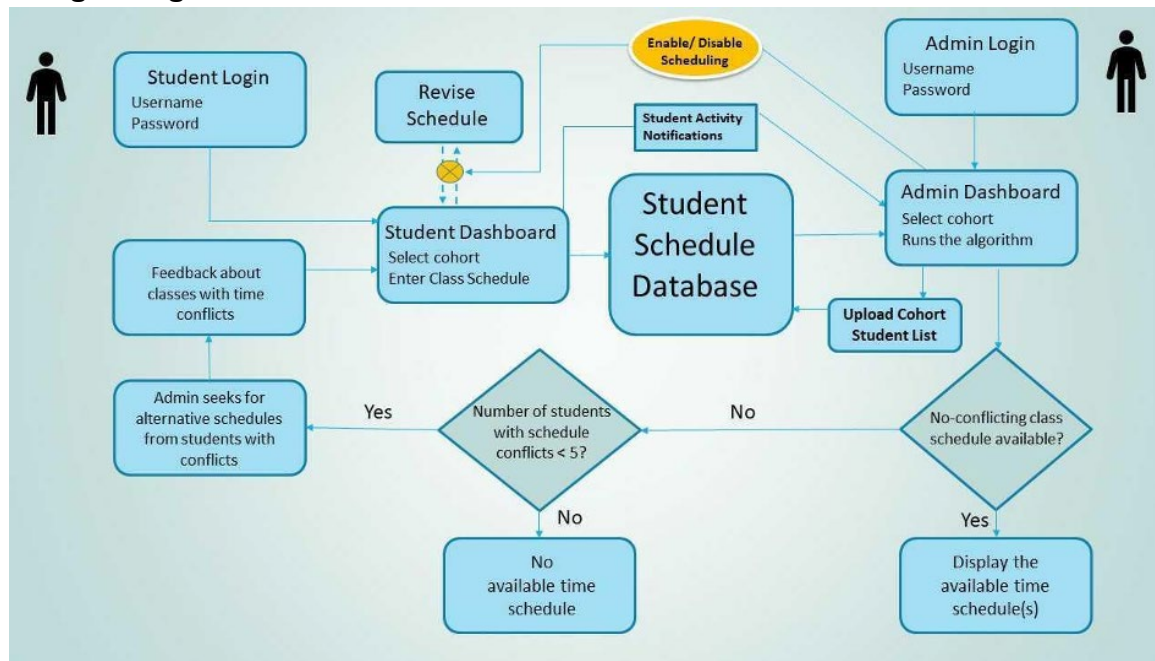 Student Login
Username
Password
Revise
Schedule
Enable/ Disable
Scheduling
Student Activity
Notifications
Admin Login
Username
Password
Student Dashboard
Select cohort
Enter Class Schedule
Student
Schedule
Database
Admin Dashboard
Select cohort
Runs the algorithm
Feedback about
classes with time
conflicts
Upload Cohort
Student List
Admin seeks for
alternative schedules
from students with
conflicts
Yes
Number of students
with schedule
conflicts < 5?
No
No-conflicting class
schedule available?
No
Yes
No
available time
schedule
Display the
available time
schedule(s)